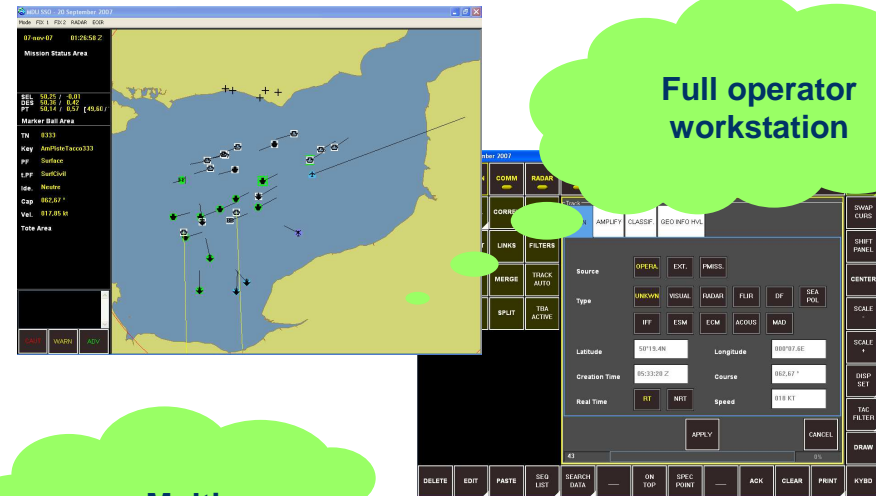 MDU SSO - 20 September 2007
Mode FIX 1 FIX 2 RADAR EOIR
07-nov-07 01:26:58 Z
Mission Status Area
SEL 50,25 / -0,01
DES 50,36 / 0,42
PT 50,14 / 0,57 [49,60/
Marker Ball Area
TN 0333
Key AmPisteTacco333
PF Surface
t.PF SurfCivil
Ide. Neutre
Cap 062,67 °
Vel. 017,85 kt
Tote Area
WARN ADV
Full operator
workstation
mber 2007
COMM RADAR
AMPLIFY CLASSIF. GEO INFO HVL
SWAP
CURS
LINKS FILTERS
SHIFT
PANEL
Source OPERA. EXT. PMISS.
MERGE TRACK
AUTO
CENTER
Type UNKWN VISUAL RADAR FLIR DF SEA
POL
SPLIT TBA
ACTIVE
SCALE
-
IFF ESM ECM ACOUS MAD
Latitude 50°19.4N Longitude 000°07.6E
SCALE
+
Creation Time 05:33:20 Z Course 062,67 °
DISP
SET
Real Time RT NRT Speed 018 KT
TAC
FILTER
APPLY CANCEL
DRAW
43 0%
DELETE EDIT PASTE SEQ
LIST SEARCH
DATA ON
TOP SPEC
POINT ACK CLEAR PRINT KYBD